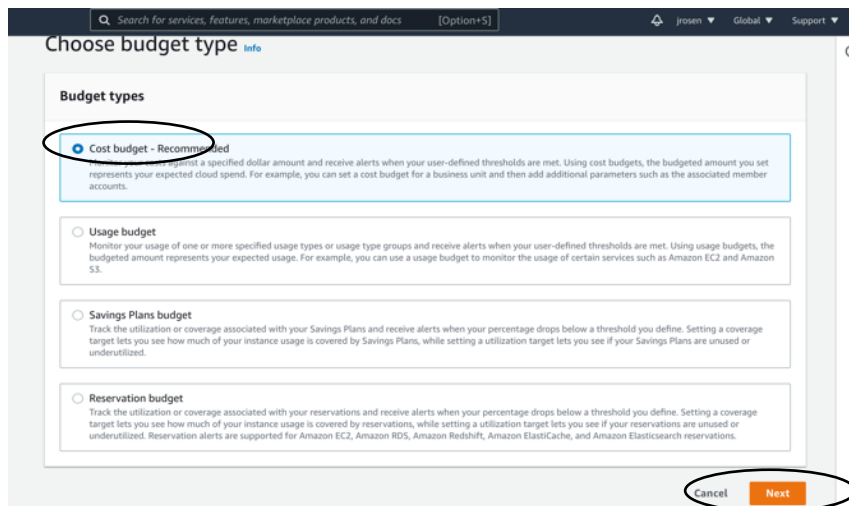 Search for services, features, marketplace products, and docs [Option+S] jrosen Global Support
Choose budget type Info
Budget types
Cost budget - Recommended
Monitor your costs against a specified dollar amount and receive alerts when your user-defined thresholds are met. Using cost budgets, the budgeted amount you set
represents your expected cloud spend. For example, you can set a cost budget for a business unit and then add additional parameters such as the associated member
accounts.
Usage budget
Monitor your usage of one or more specified usage types or usage type groups and receive alerts when your user-defined thresholds are met. Using usage budgets, the
budgeted amount represents your expected usage. For example, you can use a usage budget to monitor the usage of certain services such as Amazon EC2 and Amazon
S3.
Savings Plans budget
Track the utilization or coverage associated with your Savings Plans and receive alerts when your percentage drops below a threshold you define. Setting a coverage
target lets you see how much of your instance usage is covered by Savings Plans, while setting a utilization target lets you see if your Savings Plans are unused or
underutilized.
Reservation budget
Track the utilization or coverage associated with your reservations and receive alerts when your percentage drops below a threshold you define. Setting a coverage
target lets you see how much of your instance usage is covered by reservations, while setting a utilization target lets you see if your reservations are unused or
underutilized. Reservation alerts are supported for Amazon EC2, Amazon RDS, Amazon Redshift, Amazon ElastiCache, and Amazon Elasticsearch reservations.
Cancel Next